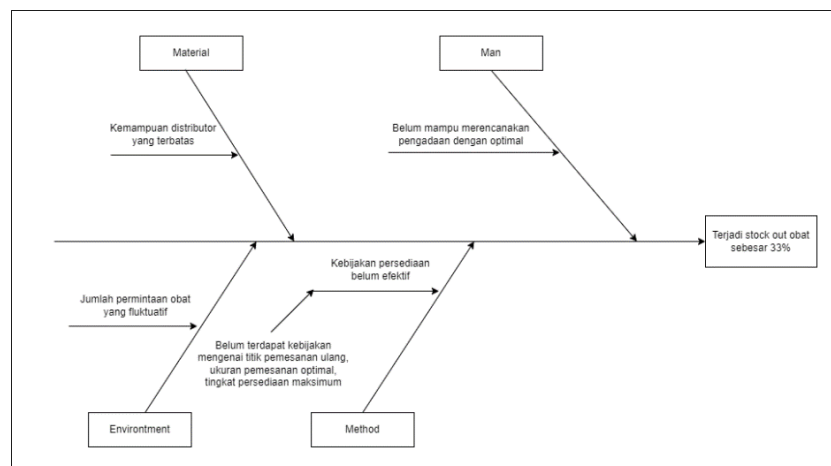 Material
Man
Kemampuan distributor
yang terbatas
Belum mampu merencanakan
pengadaan dengan optimal
Terjadi stock out obat
sebesar 33%
Kebijakan persediaan
belum efektif
Jumlah permintaan obat
yang fluktuatif
Belum terdapat kebijakan
mengenai titik pemesanan ulang,
ukuran pemesanan optimal,
tingkat persediaan maksimum
Environtment
Method